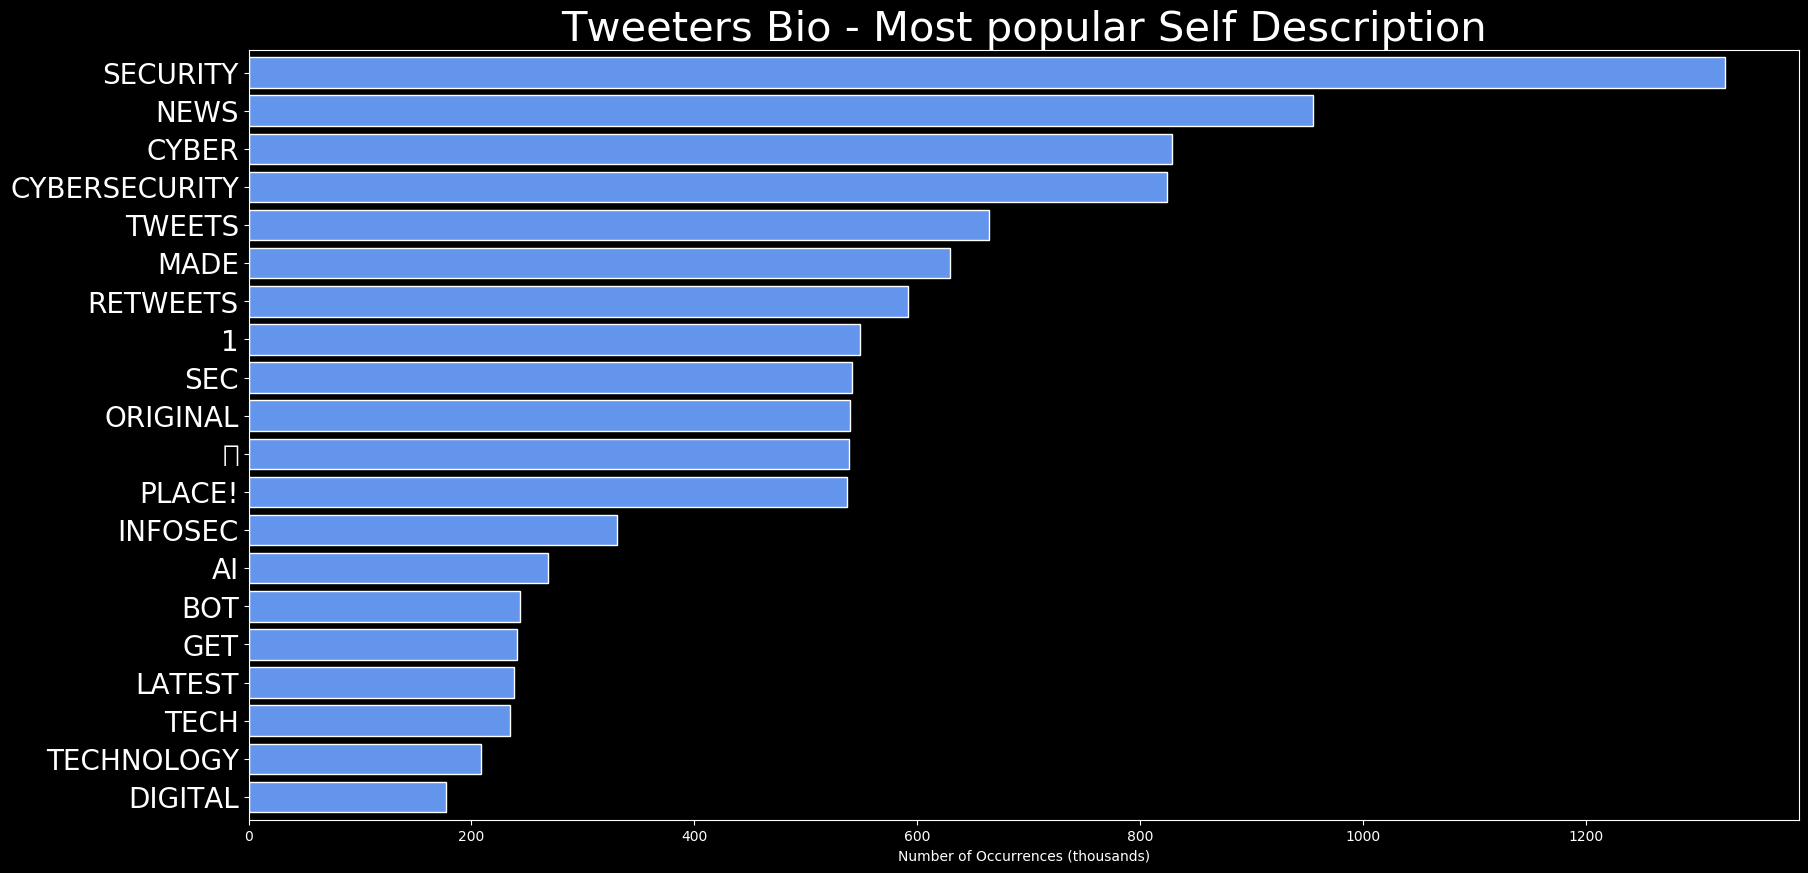 Tweeters Bio - Most popular Self Description
SECURITY
NEWS
CYBER
CYBERSECURITY
TWEETS
MADE
RETWEETS
1
SEC
ORIGINAL
PLACE!
INFOSEC
AI
BOT
GET
LATEST
TECH
TECHNOLOGY
DIGITAL
0 200 400 600 800 1000 1200
Number of Occurrences (thousands)